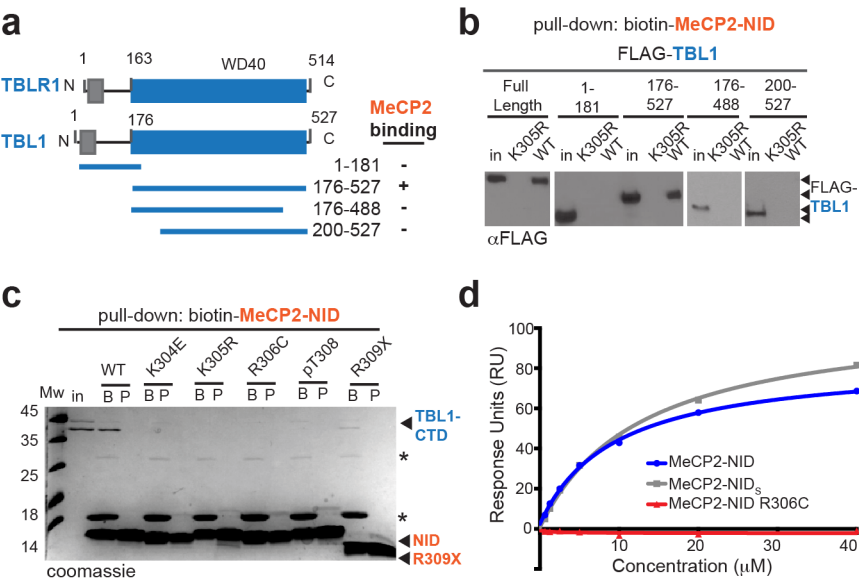 a
1 163 514
TBLR1 N WD40 C
1 176 527
TBL1 N C
MeCP2
binding
1-181 -
176-527 +
176-488 -
200-527 -
b
pull-down: biotin-MeCP2-NID
FLAG-TBL1
Full Length 1-181 176-527 176-488 200-527
in K305R WT in K305R WT in K305R WT in K305R WT in K305R WT
FLAG-
TBL1
αFLAG
c
pull-down: biotin-MeCP2-NID
WT K304E K305R R306C pT308 R309X
Mw in B P B P B P B P B P B P
45
35
25
18
14
TBL1-
CTD
*
*
NID
R309X
coomassie
d
Response Units (RU)
100
80
60
40
20
0
0 10 20 30 40
MeCP2-NID
MeCP2-NIDS
MeCP2-NID R306C
Concentration (μM)